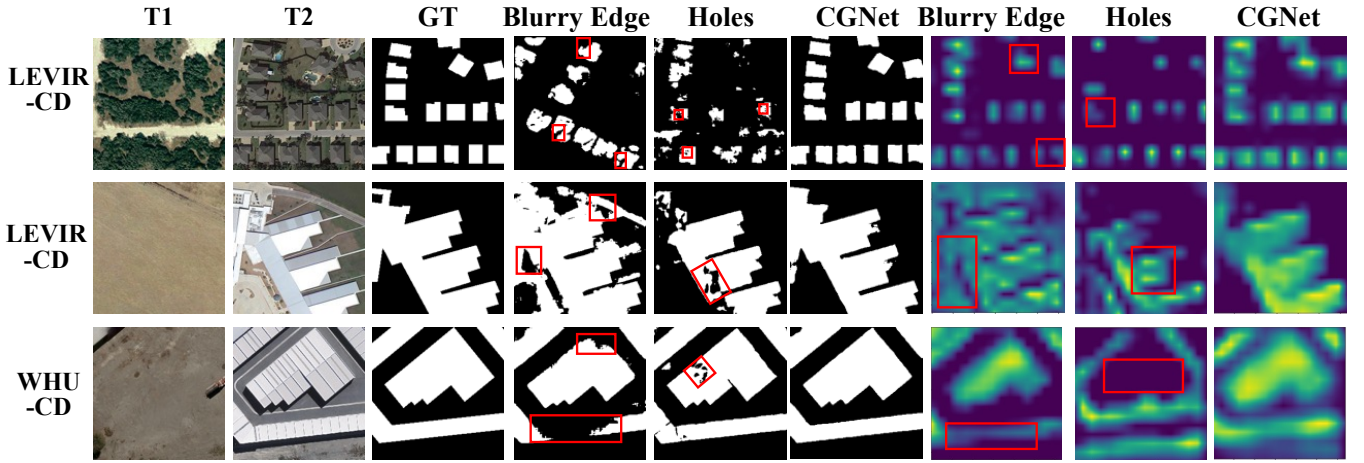 T1 T2 GT Blurry Edge Holes CGNet Blurry Edge Holes CGNet
LEVIR
-CD
LEVIR
-CD
WHU
-CD